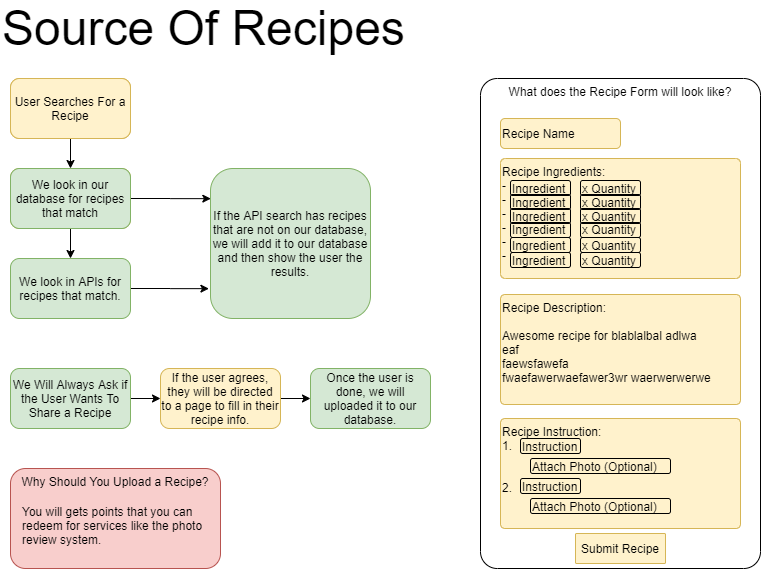 Source Of Recipes
User Searches For a
Recipe
We look in our
database for recipes
that match
We look in APIs for
recipes that match.
If the API search has recipes
that are not on our database,
we will add it to our database
and then show the user the
results.
We Will Always Ask if
the User Wants To
Share a Recipe
If the user agrees,
they will be directed
to a page to fill in their
recipe info.
Once the user is
done, we will
uploaded it to our
database.
Why Should You Upload a Recipe?
You will gets points that you can
redeem for services like the photo
review system.
What does the Recipe Form will look like?
Recipe Name
Recipe Ingredients:
- Ingredient x Quantity
- Ingredient x Quantity
- Ingredient x Quantity
- Ingredient x Quantity
- Ingredient x Quantity
- Ingredient x Quantity
Recipe Description:
Awesome recipe for blablalbal adlwa
eaf
faewsfawefa
fwaefawerwaefawer3wr waerwerwerwe
Recipe Instruction:
1. Instruction
Attach Photo (Optional)
2. Instruction
Attach Photo (Optional)
Submit Recipe